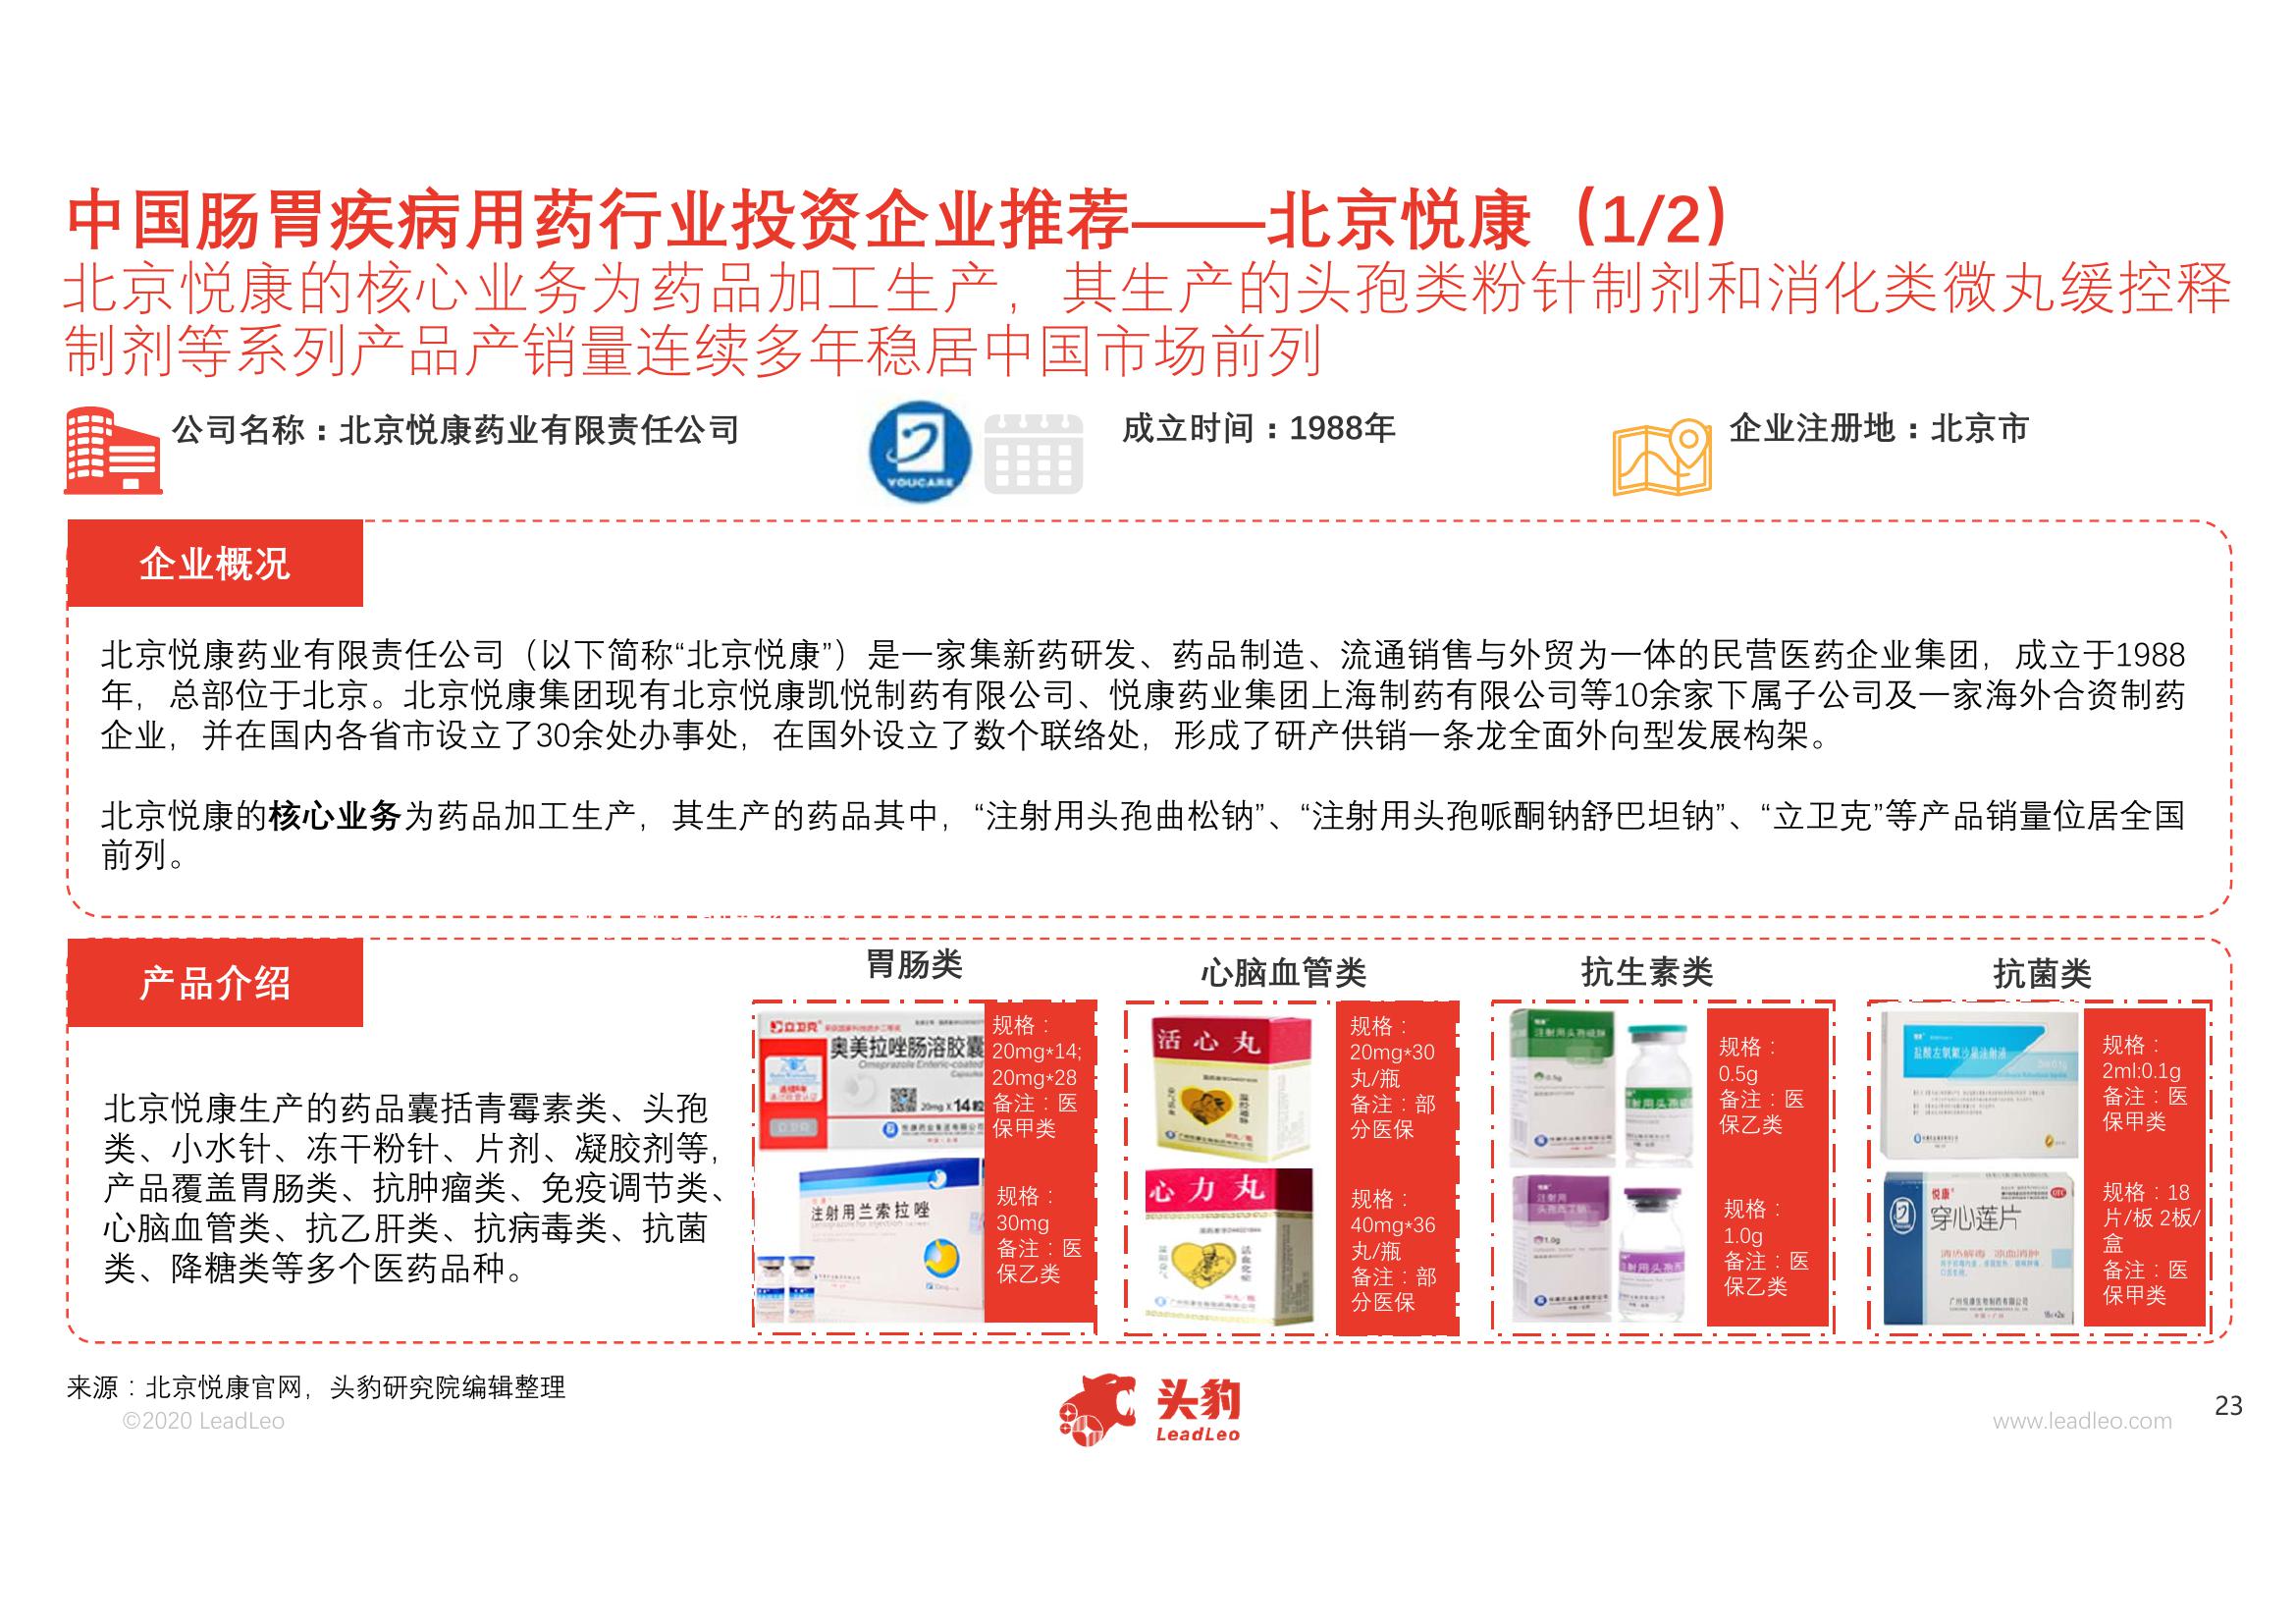 中国肠胃疾病用药行业投资企业推荐——北京悦康（1/2）
北京悦康的核心业务为药品加工生产，其生产的头孢类粉针制剂和消化类微丸缓控释
制剂等系列产品产销量连续多年稳居中国市场前列
公司名称：北京悦康药业有限责任公司
YOUCARE
成立时间：1988年
企业注册地：北京市
企业概况
北京悦康药业有限责任公司（以下简称“北京悦康”）是一家集新药研发、药品制造、流通销售与外贸为一体的民营医药企业集团，成立于1988
年，总部位于北京。北京悦康集团现有北京悦康凯悦制药有限公司、悦康药业集团上海制药有限公司等10余家下属子公司及一家海外合资制药
企业，并在国内各省市设立了30余处办事处，在国外设立了数个联络处，形成了研产供销一条龙全面外向型发展构架。
北京悦康的核心业务为药品加工生产，其生产的药品其中，“注射用头孢曲松钠”、“注射用头孢哌酮钠舒巴坦钠”、“立卫克”等产品销量位居全国
前列。
产品介绍
北京悦康生产的药品囊括青霉素类、头孢
类、小水针、冻干粉针、片剂、凝胶剂等，
产品覆盖胃肠类、抗肿瘤类、免疫调节类、
心脑血管类、抗乙肝类、抗病毒类、抗菌
类、降糖类等多个医药品种。
胃肠类
立卫克
奥美拉唑肠溶胶囊
Omeprazole Enteric-coated
Capsules
20mg X 14粒
规格：
20mg*14;
20mg*28
备注：医
保甲类
注射用兰索拉唑
规格：
30mg
备注：医
保乙类
心脑血管类
活心丸
规格：
20mg*30
丸/瓶
备注：部
分医保
心力丸
规格：
40mg*36
丸/瓶
备注：部
分医保
抗生素类
0.5g
规格：
0.5g
备注：医
保乙类
注射用
1.0g
规格：
1.0g
备注：医
保乙类
抗菌类
盐酸左氧氟沙星注射液
规格：
2ml:0.1g
备注：医
保甲类
悦康
OTC
穿心莲片
清热解毒 凉血消肿
规格：18
片/板 2板/
盒
备注：医
保甲类
来源：北京悦康官网，头豹研究院编辑整理
©2020 LeadLeo
头豹
LeadLeo
www.leadleo.com
23